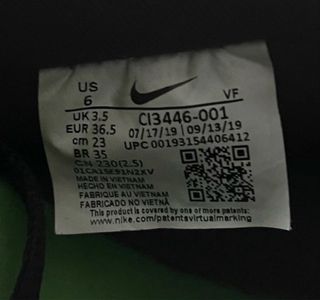 US
6
VF
UK 3.5
EUR 36.5
cm 23
BR 35
CN 230(2.5)
CI3446-001
07/17/19 09/13/19
UPC 00193154406412
MADE IN VIETNAM
HECHO EN VIETNAM
FABRIQUÉ AU VIETNAM
FABRICADO NO VIETNAM
This product is covered by one or more patents.
www.nike.com/patentsvirtualmarking